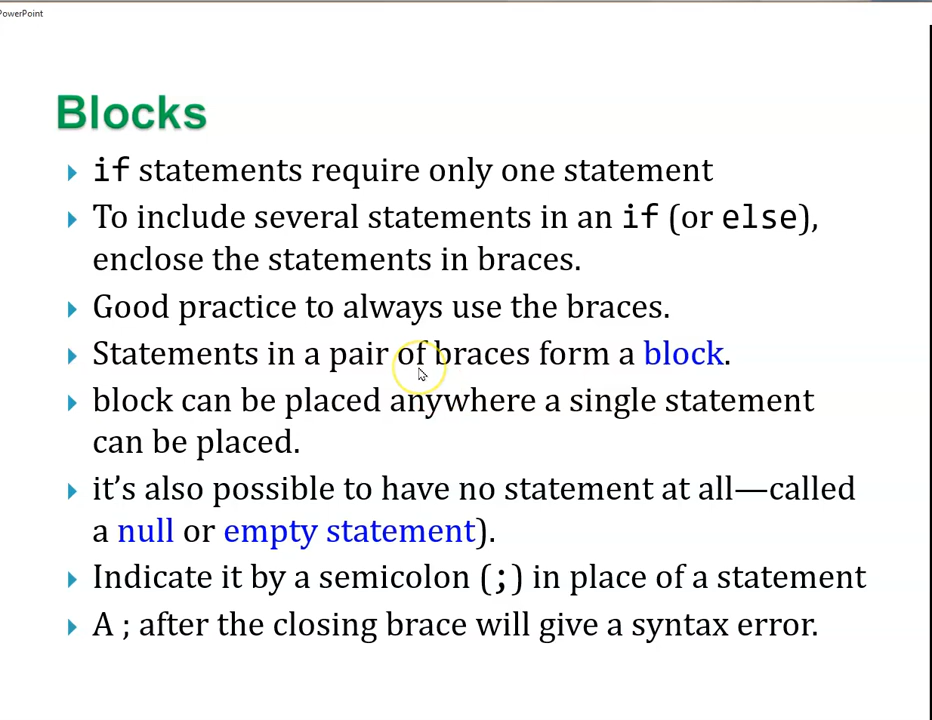 PowerPoint
Blocks
if statements require only one statement
To include several statements in an if (or else),
enclose the statements in braces.
Good practice to always use the braces.
Statements in a pair of braces form a block.
block can be placed anywhere a single statement
can be placed.
it’s also possible to have no statement at all—called
a null or empty statement).
Indicate it by a semicolon (;) in place of a statement
A ; after the closing brace will give a syntax error.